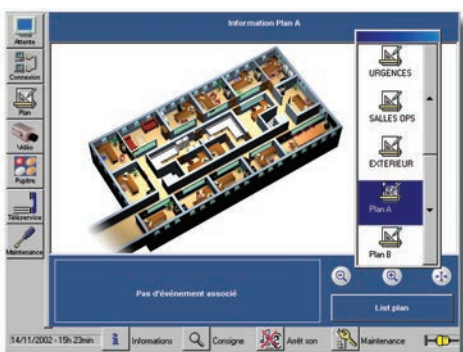 Information Plan A
Attente
Connexion
Plan
Vidéo
Pupitre
Téléservice
Maintenance
URGENCES
SALLES OPS
EXTERIEUR
Plan A
Plan B
Pas d'événement associé
List plan
14/11/2002 - 15h 23min
Informations
Consigne
Arrêt son
Maintenance